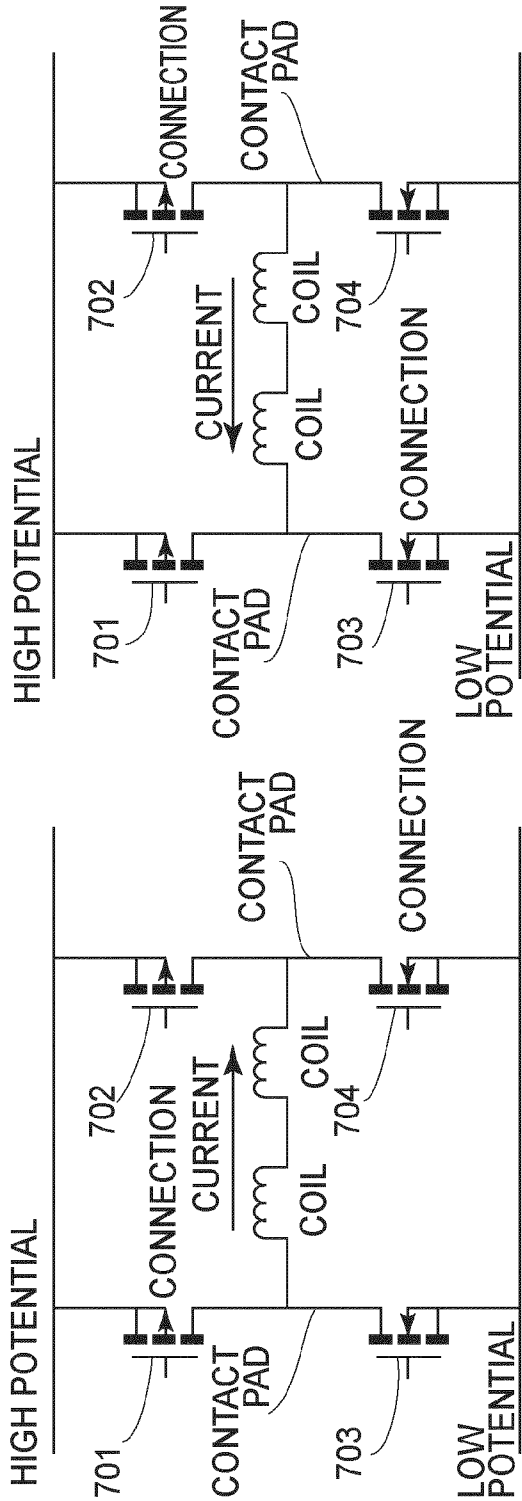 HIGH POTENTIAL
701
702
CONNECTION
CURRENT
CONTACT
PAD
CONTACT
PAD
COIL
COIL
703
704
CONNECTION
LOW
POTENTIAL
HIGH POTENTIAL
701
702
CONNECTION
CURRENT
CONTACT
PAD
CONTACT
PAD
COIL
COIL
703
704
CONNECTION
LOW
POTENTIAL